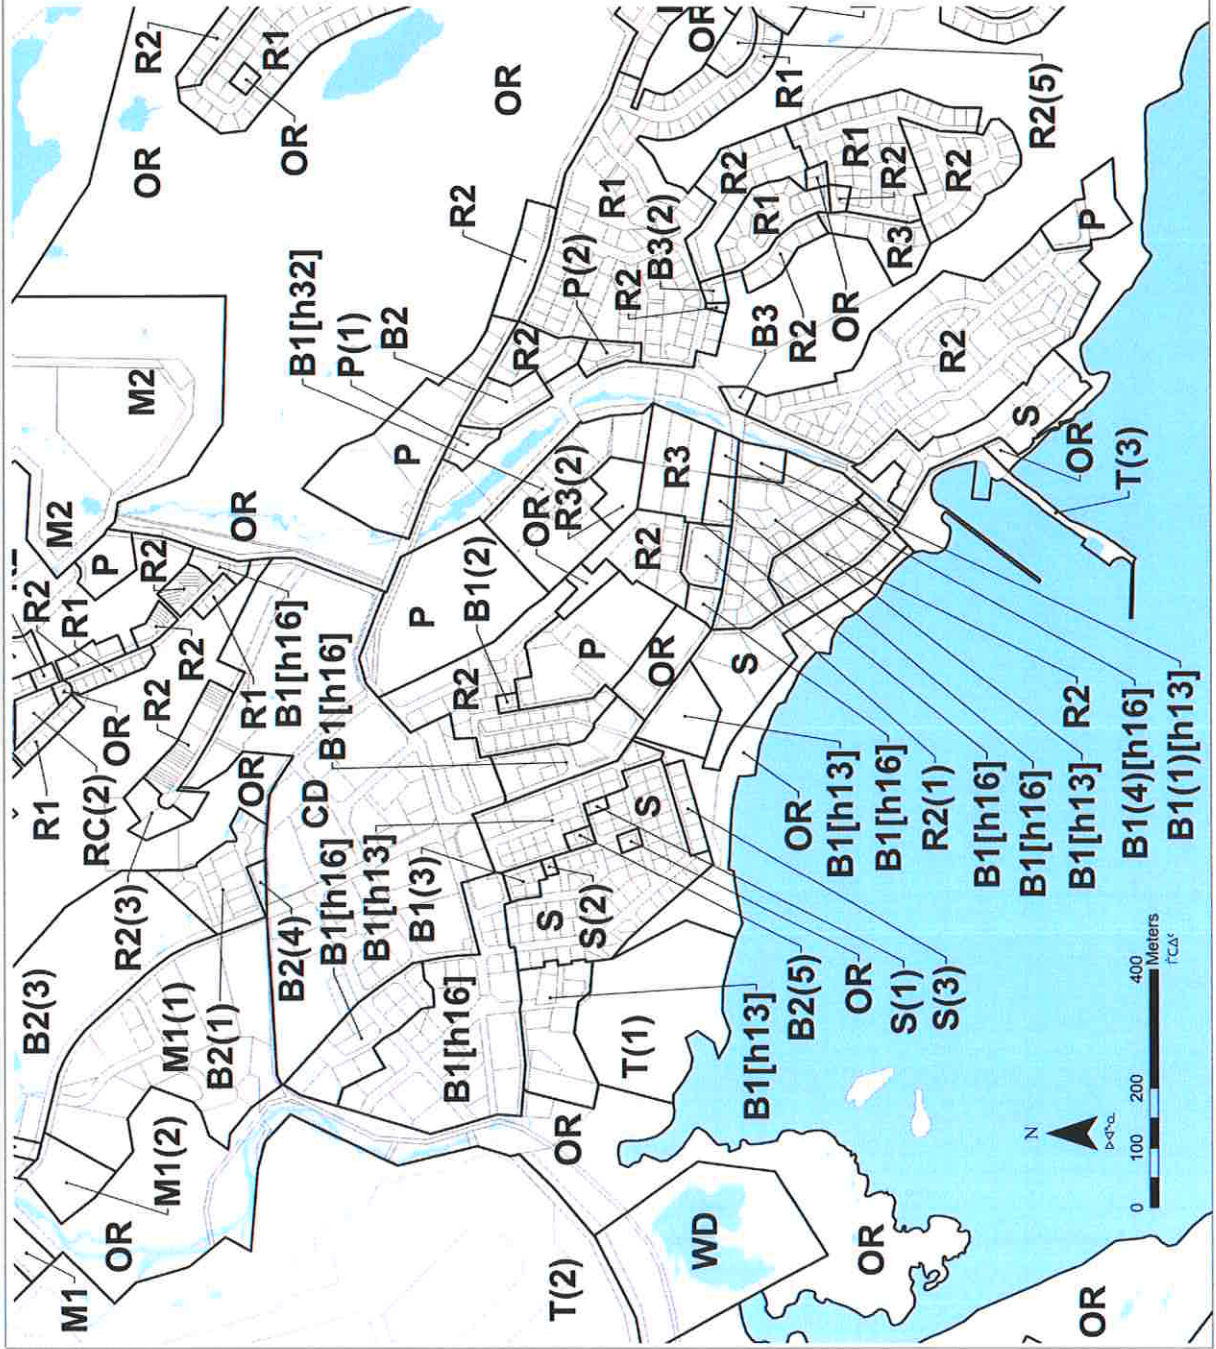 M1
OR
M1(2)
B2(3)
M1(1)
B2(1)
R2(3)
R1
RC(2)
OR
R2
R1
R2
P
R2
R2
M2
M2
R2
R1
OR
OR
OR
OR
OR
R1
B1[h16]
B2(4)
B1[h16]
B1[h13]
B1(3)
CD
B1[h16]
B1[h32]
P(1)
B2
P
P
R2
B1(2)
R2
R2
OR
R3(2)
P(2)
R1
R2
B3(2)
R3
R2
P
OR
S
B1[h16]
S
S(2)
S
T(2)
OR
T(1)
WD
OR
OR
B1[h13]
B2(5)
OR
S(1)
S(3)
OR
B1[h13]
B1[h16]
R2(1)
B1[h16]
B1[h16]
B1[h13]
R2
B1(4)[h16]
B1(1)[h13]
B3
R2
OR
R2
R1
R1
R2
R3
R2
R2
S
OR
T(3)
P
OR
R1
R2(5)
N
ᐅᐊᖕᓇ
0
100
200
400
Meters
ᒥᑕᐃᑦ